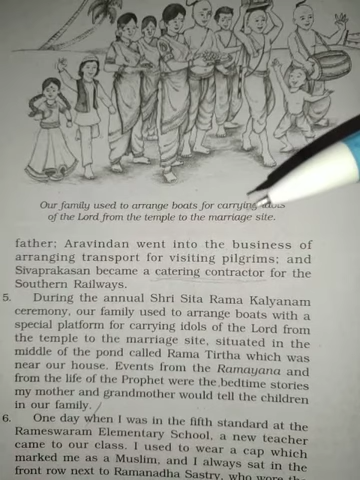 Our family used to arrange boats for carrying idols
of the Lord from the temple to the marriage site.
father; Aravindan went into the business of
arranging transport for visiting pilgrims; and
Sivaprakasan became a catering contractor for the
Southern Railways.
5. During the annual Shri Sita Rama Kalyanam
ceremony, our family used to arrange boats with a
special platform for carrying idols of the Lord from
the temple to the marriage site, situated in the
middle of the pond called Rama Tirtha which was
near our house. Events from the Ramayana and
from the life of the Prophet were the bedtime stories
my mother and grandmother would tell the children
in our family.
6. One day when I was in the fifth standard at the
Rameswaram Elementary School, a new teacher
came to our class. I used to wear a cap which
marked me as a Muslim, and I always sat in the
front row next to Ramanadha Sastry, who wore the